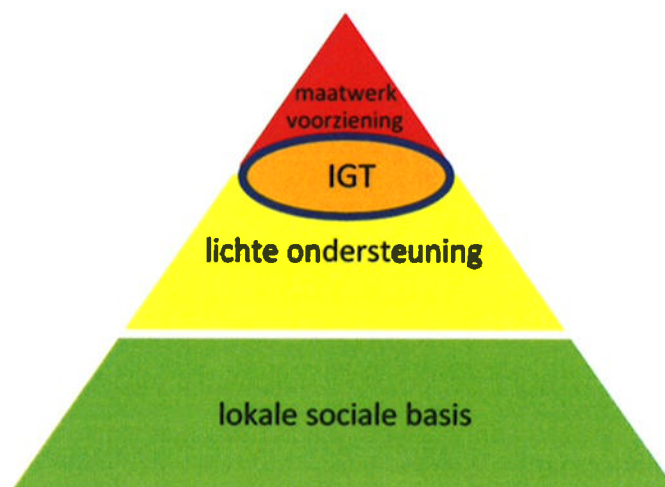 maatwerk
voorziening
IGT
lichte ondersteuning
lokale sociale basis